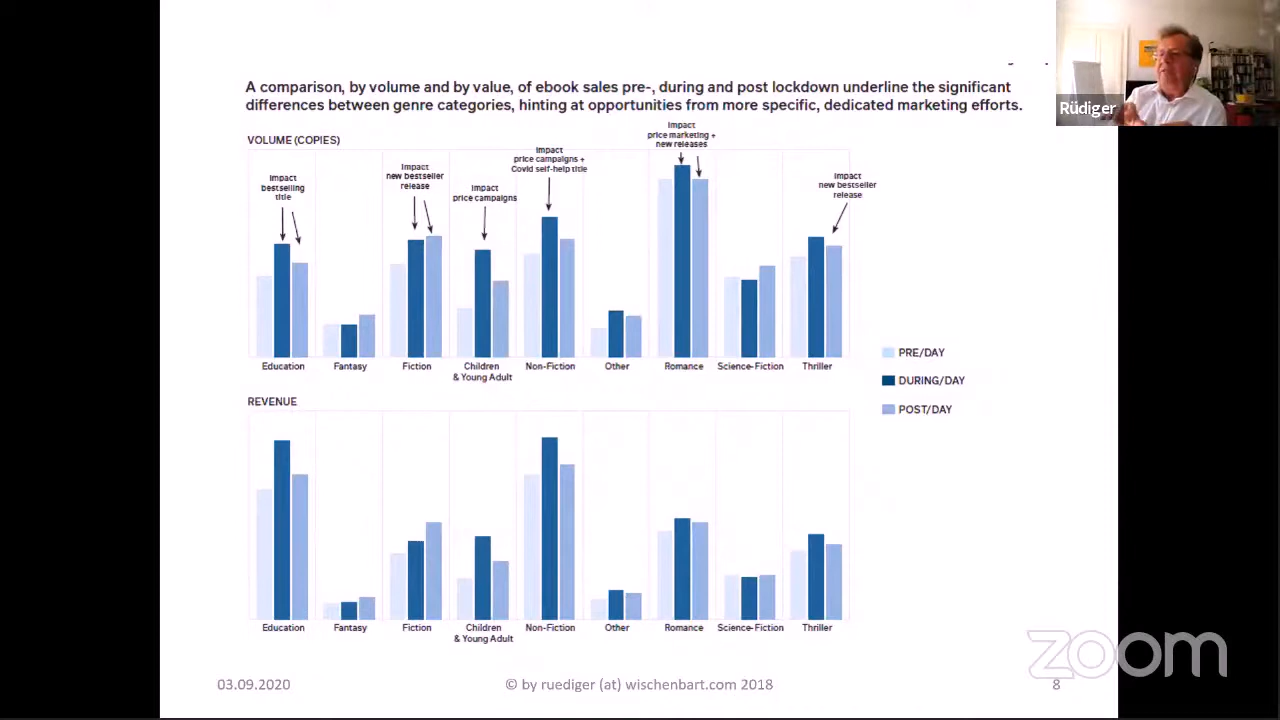 A comparison, by volume and by value, of ebook sales pre-, during and post lockdown underline the significant
differences between genre categories, hinting at opportunities from more specific, dedicated marketing efforts.
Rüdiger
VOLUME (COPIES)
Impact
bestselling
title
Impact
new bestseller
release
Impact
price campaigns
Impact
price campaigns +
Covid self-help title
Impact
price marketing +
new releases
Impact
new bestseller
release
Education
Fantasy
Fiction
Children
& Young Adult
Non-Fiction
Other
Romance
Science-Fiction
Thriller
PRE/DAY
DURING/DAY
POST/DAY
REVENUE
Education
Fantasy
Fiction
Children
& Young Adult
Non-Fiction
Other
Romance
Science-Fiction
Thriller
zoom
03.09.2020
© by ruediger (at) wischenbart.com 2018
8